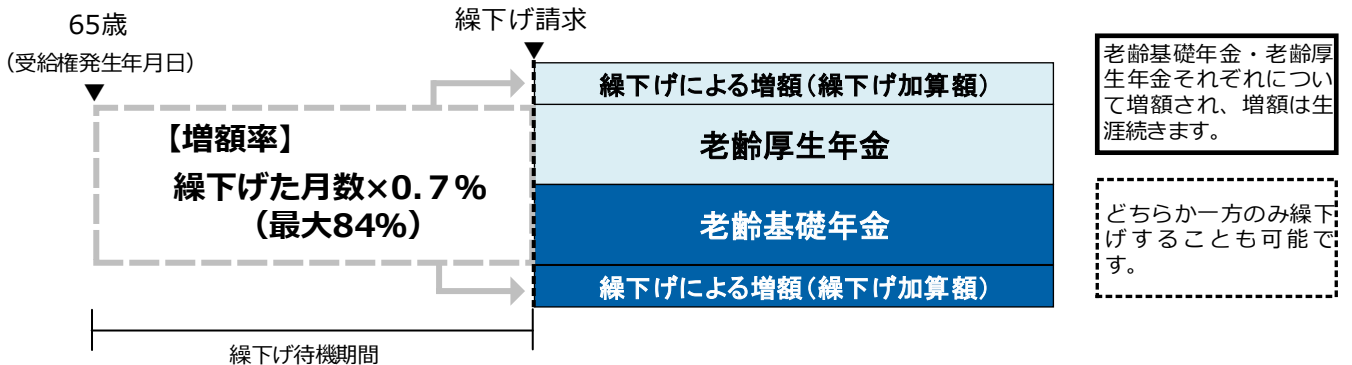 65歳
（受給権発生年月日）
繰下げ請求
【増額率】
繰下げた月数×0.7％
（最大84%）
繰下げによる増額（繰下げ加算額）
老齢厚生年金
老齢基礎年金
繰下げによる増額（繰下げ加算額）
繰下げ待機期間
老齢基礎年金・老齢厚
生年金それぞれについ
て増額され、増額は生
涯続きます。
どちらか一方のみ繰下
げすることも可能で
す。